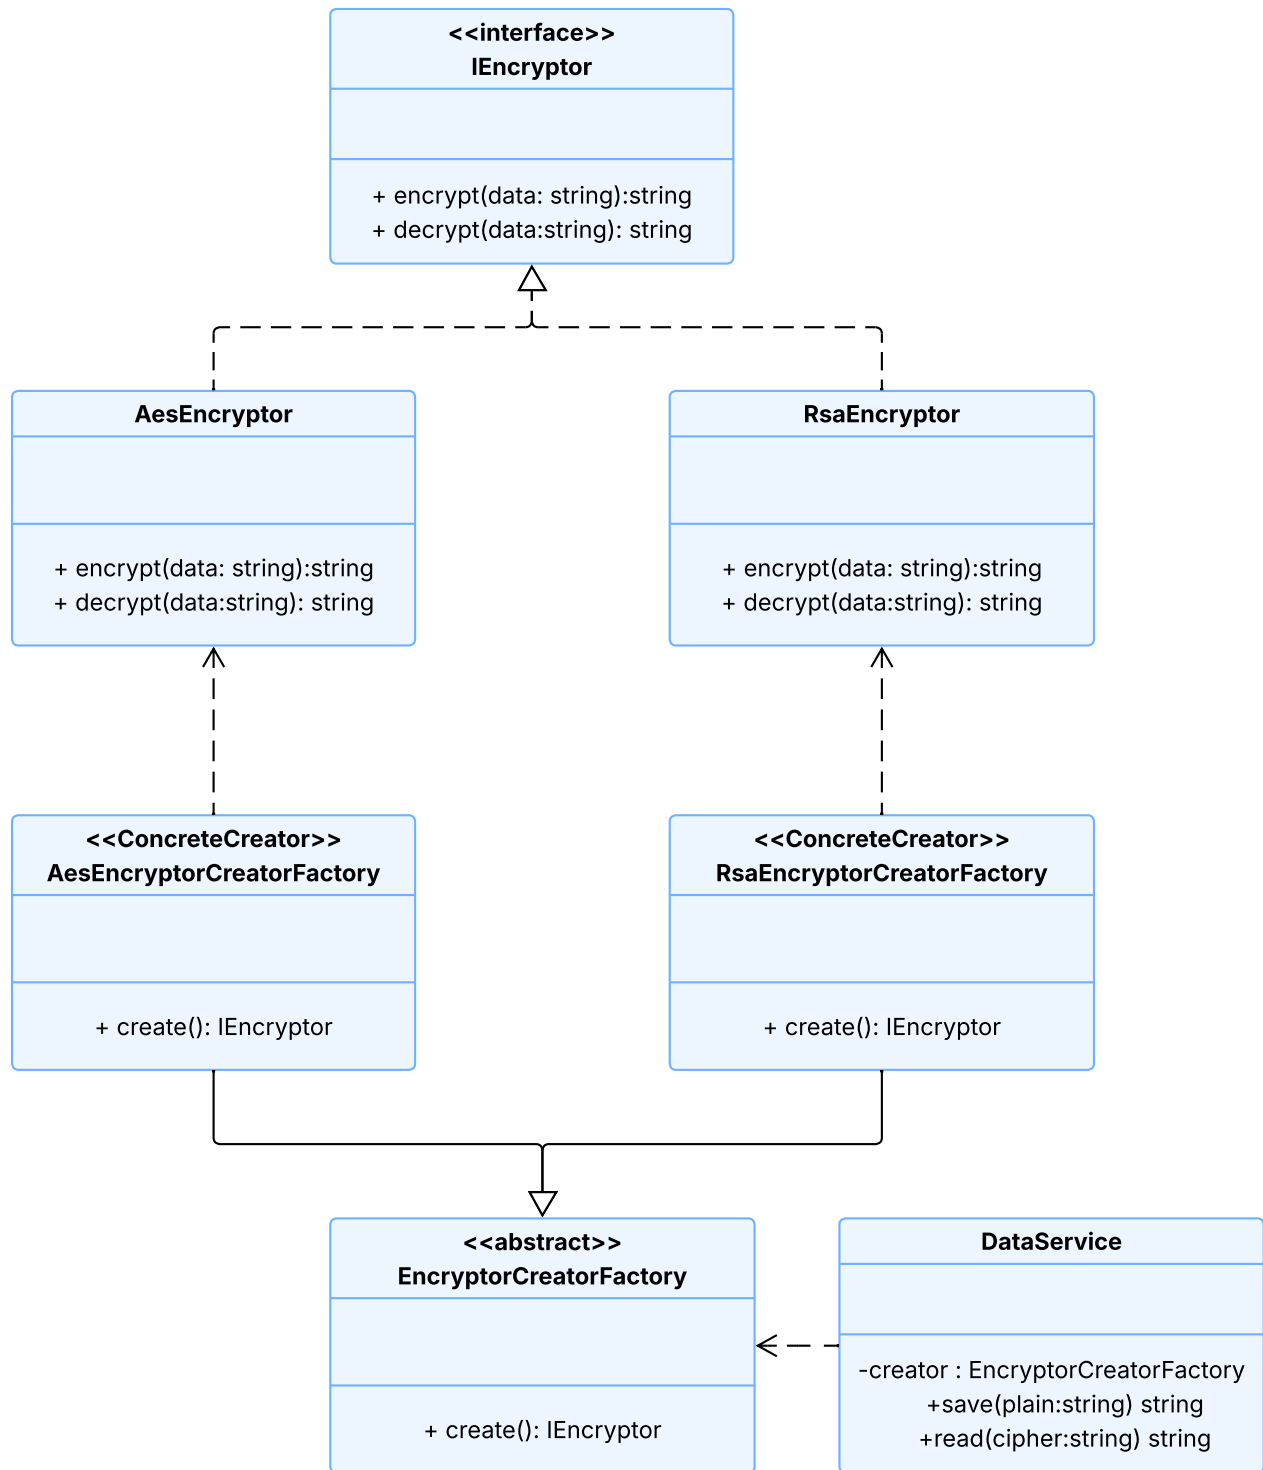 <<interface>>
IEncryptor
+ encrypt(data: string):string
+ decrypt(data:string): string
AesEncryptor
+ encrypt(data: string):string
+ decrypt(data:string): string
RsaEncryptor
+ encrypt(data: string):string
+ decrypt(data:string): string
<<ConcreteCreator>>
AesEncryptorCreatorFactory
+ create(): IEncryptor
<<ConcreteCreator>>
RsaEncryptorCreatorFactory
+ create(): IEncryptor
<<abstract>>
EncryptorCreatorFactory
+ create(): IEncryptor
DataService
-creator : EncryptorCreatorFactory
+save(plain:string) string
+read(cipher:string) string